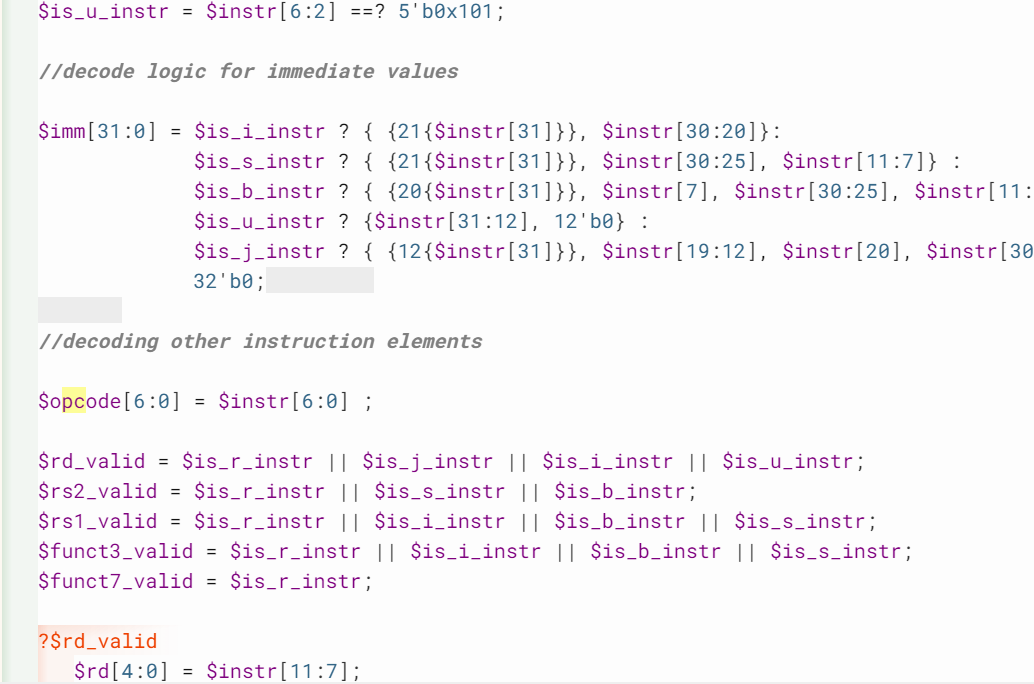 $is_u_instr = $instr[6:2] ==? 5'b0x101;
//decode logic for immediate values
$imm[31:0] = $is_i_instr ? { {21{$instr[31]}}, $instr[30:20]}:
$is_s_instr ? { {21{$instr[31]}}, $instr[30:25], $instr[11:7]} :
$is_b_instr ? { {20{$instr[31]}}, $instr[7], $instr[30:25], $instr[11:
$is_u_instr ? {$instr[31:12], 12'b0} :
$is_j_instr ? { {12{$instr[31]}}, $instr[19:12], $instr[20], $instr[30
32'b0;
//decoding other instruction elements
$opcode[6:0] = $instr[6:0] ;
$rd_valid = $is_r_instr || $is_j_instr || $is_i_instr || $is_u_instr;
$rs2_valid = $is_r_instr || $is_s_instr || $is_b_instr;
$rs1_valid = $is_r_instr || $is_i_instr || $is_b_instr || $is_s_instr;
$funct3_valid = $is_r_instr || $is_i_instr || $is_b_instr || $is_s_instr;
$funct7_valid = $is_r_instr;
?$rd_valid
$rd[4:0] = $instr[11:7];